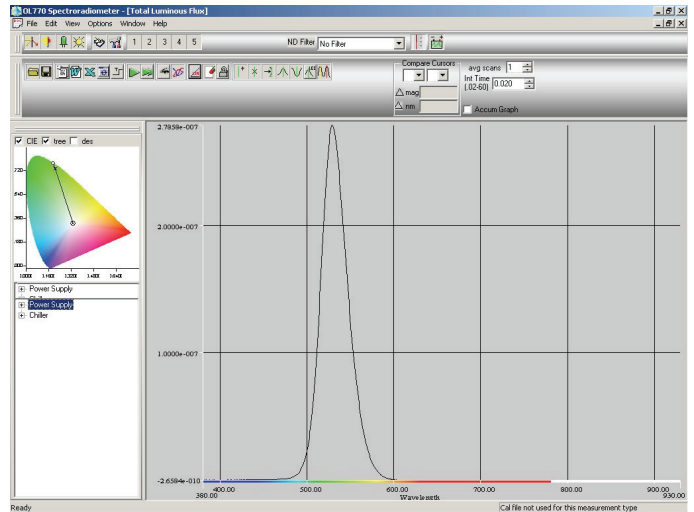 OL770 Spectroradiometer - [Total Luminous Flux]
File Edit View Options Window Help
1 2 3 4 5
ND Filter No Filter
Compare Cursors
mag
nm
avg scans 1
Int Time (.02-60) 0.020
Accum Graph
CIE tree des
Power Supply
Power Supply
Chiller
2.7858e-007
2.0000e-007
1.0000e-007
-2.6584e-010
400.00 500.00 600.00 700.00 800.00 900.00
380.00 Wavelength 930.00
Ready
Cal file not used for this measurement type